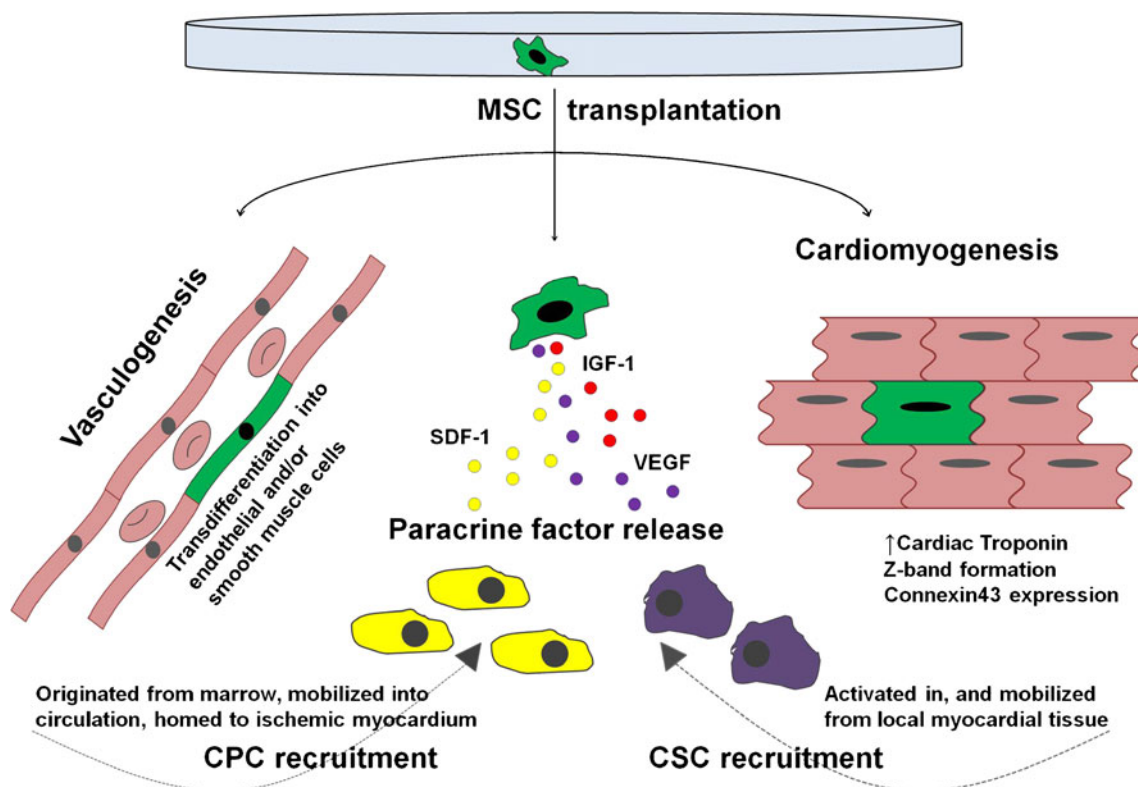 MSC transplantation
Vasculogenesis
Transdifferentiation into
endothelial and/or
smooth muscle cells
IGF-1
SDF-1
VEGF
Paracrine factor release
Cardiomyogenesis
↑Cardiac Troponin
Z-band formation
Connexin43 expression
Originated from marrow, mobilized into
circulation, homed to ischemic myocardium
CPC recruitment
Activated in, and mobilized
from local myocardial tissue
CSC recruitment